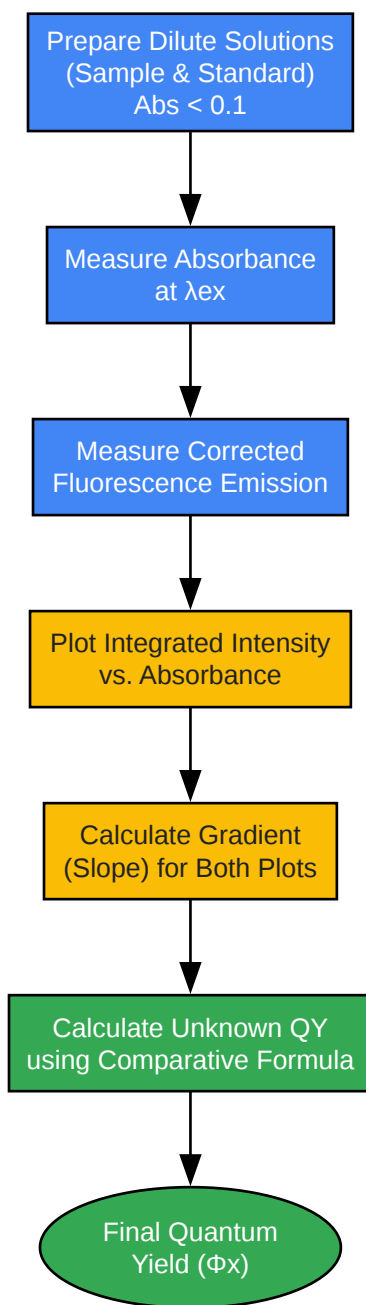 Prepare Dilute Solutions
(Sample & Standard)
Abs < 0.1
Measure Absorbance
at λex
Measure Corrected
Fluorescence Emission
Plot Integrated Intensity
vs. Absorbance
Calculate Gradient
(Slope) for Both Plots
Calculate Unknown QY
using Comparative Formula
Final Quantum
Yield (Φx)